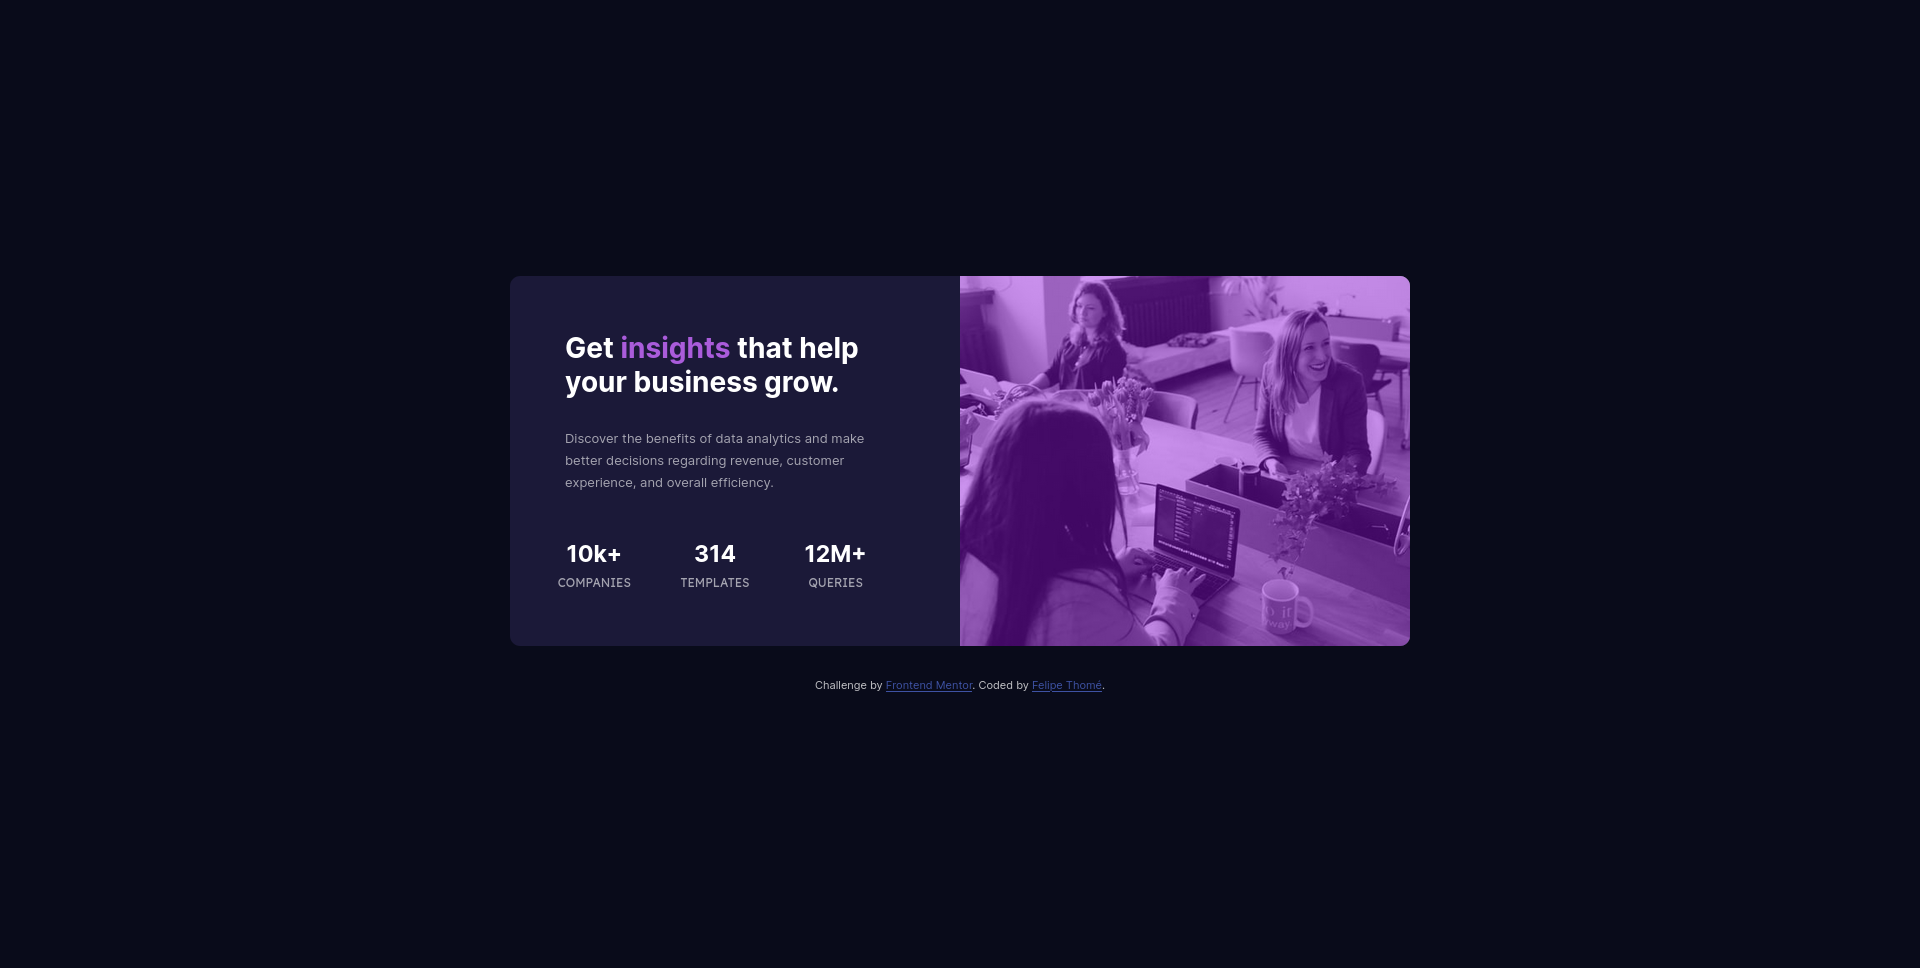 Get insights that help
your business grow.
Discover the benefits of data analytics and make
better decisions regarding revenue, customer
experience, and overall efficiency.
10k+ 314 12M+
COMPANIES TEMPLATES QUERIES
Challenge by Frontend Mentor. Coded by Felipe Thomé.